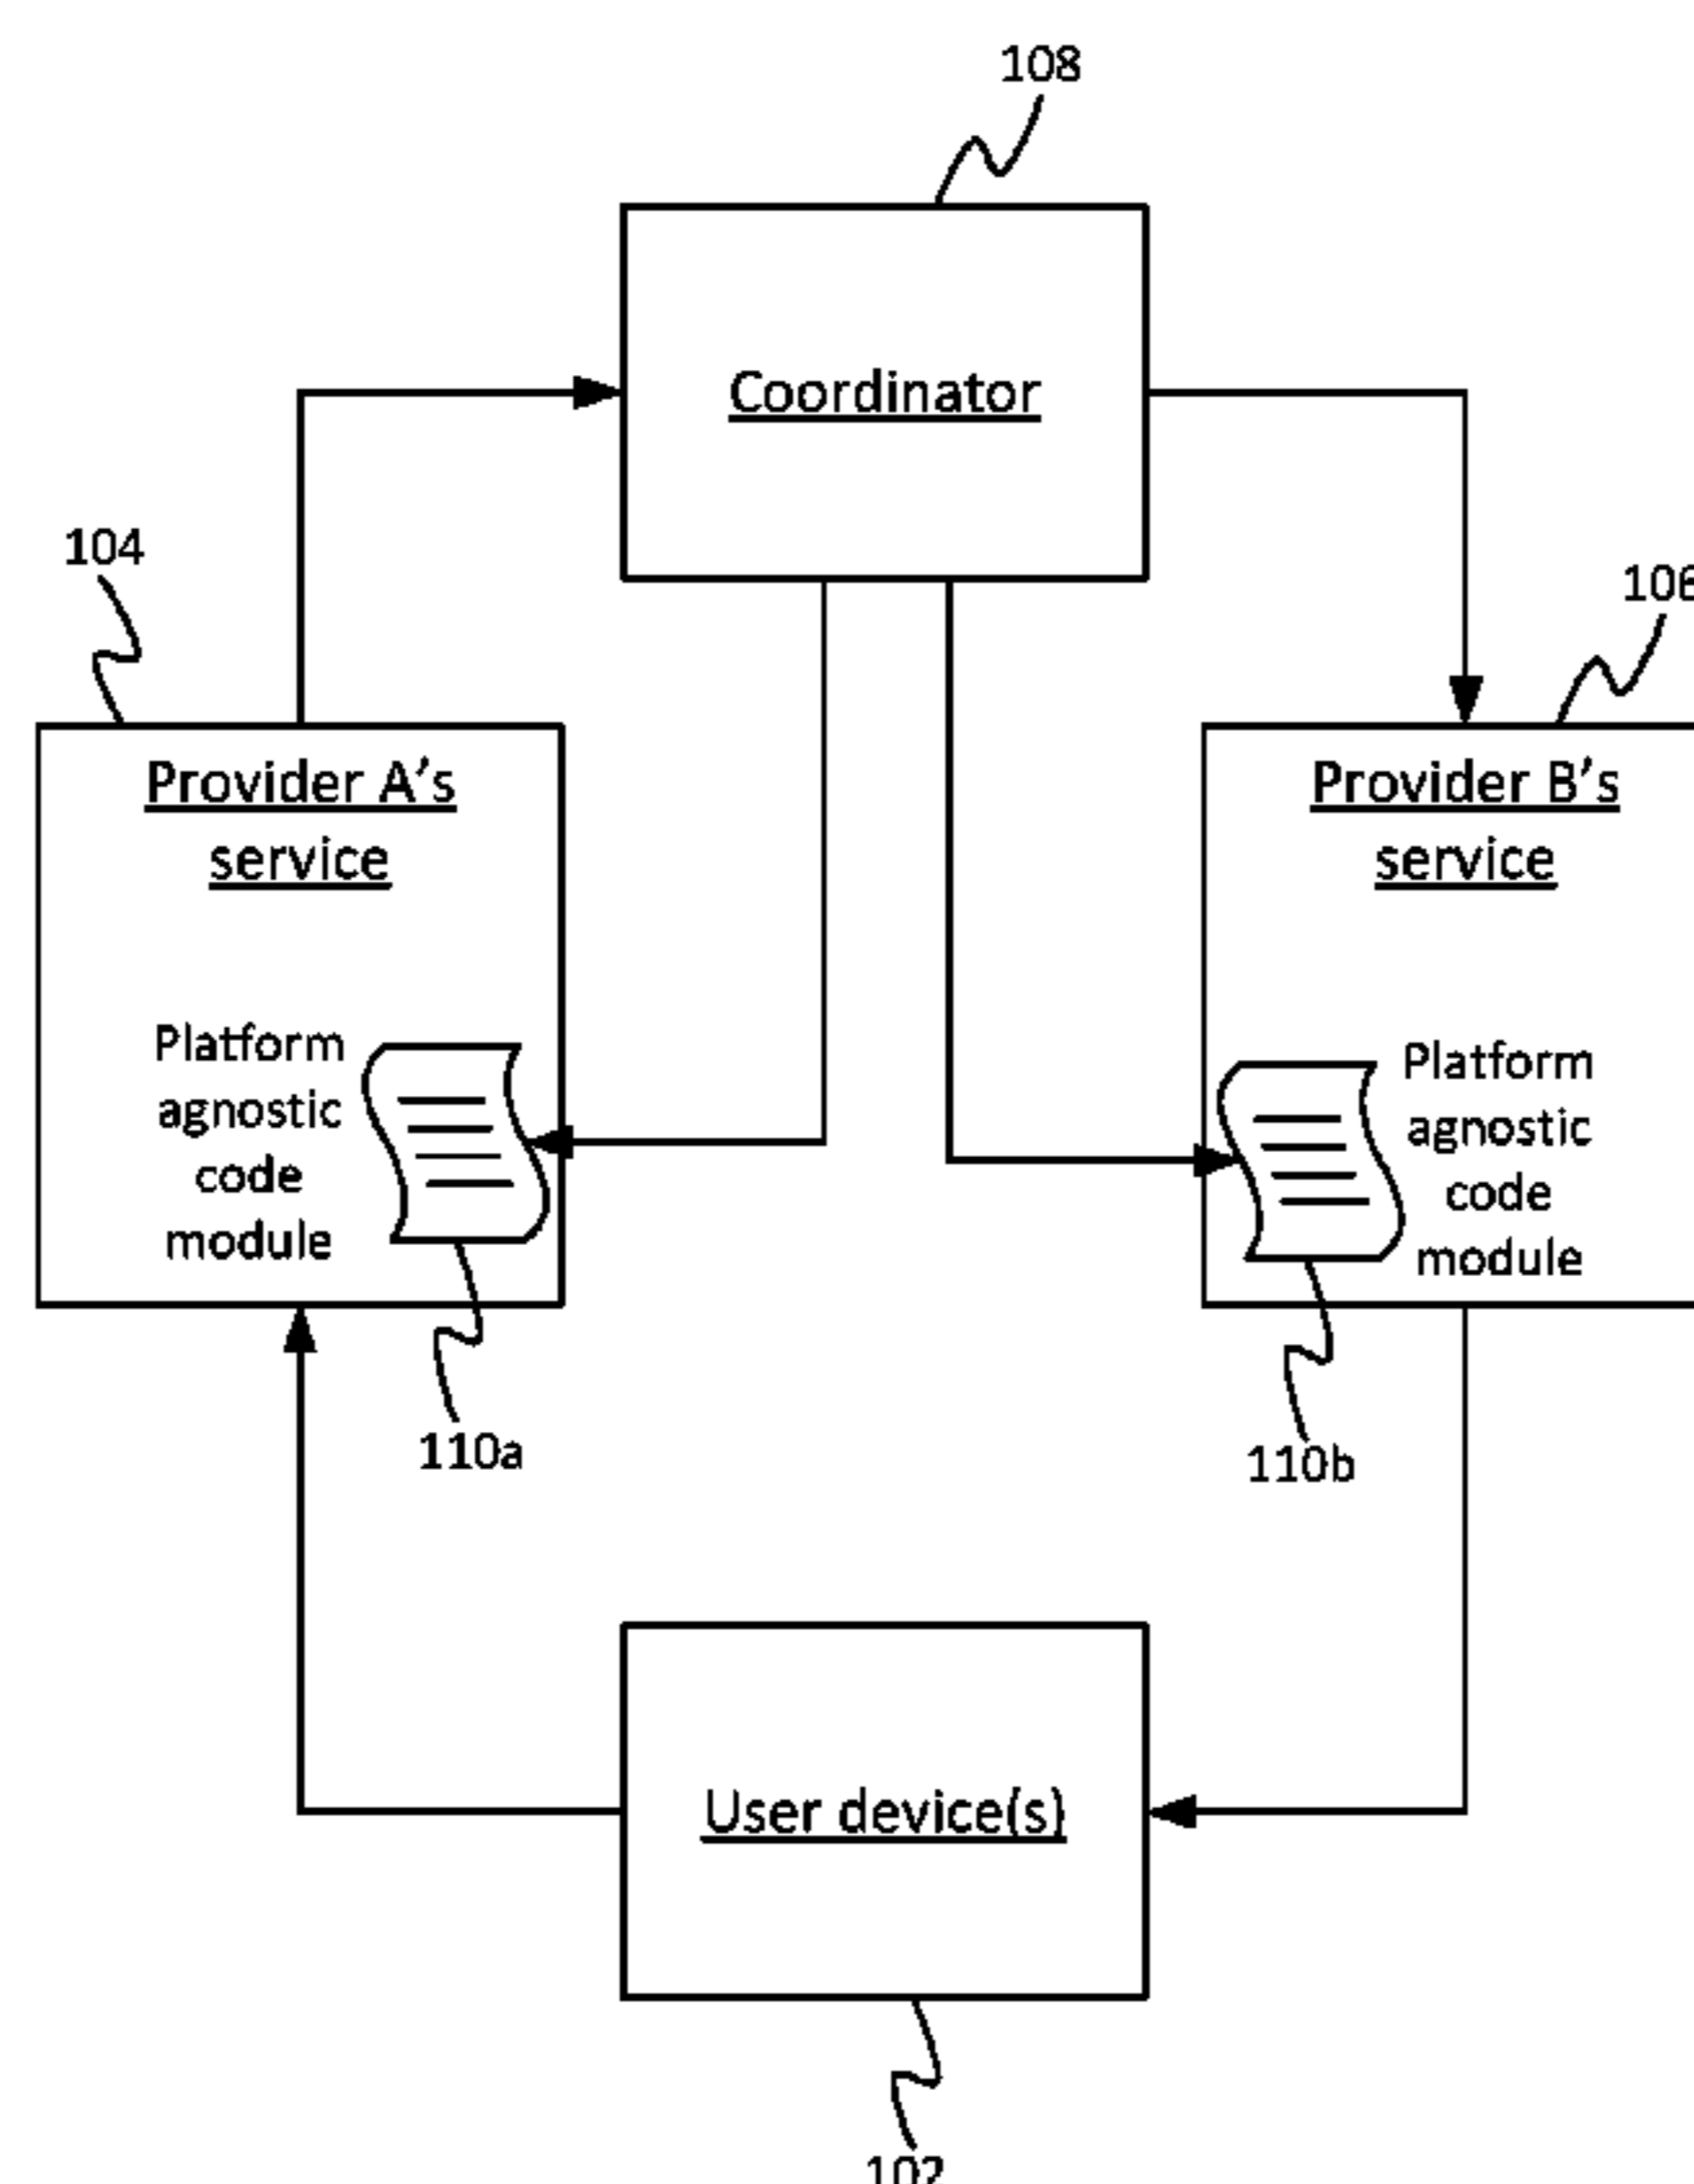 108
Coordinator
104
106
Provider A's
service
Provider B's
service
Platform
agnostic
code
module
Platform
agnostic
code
module
110a
110b
User device(s)
102